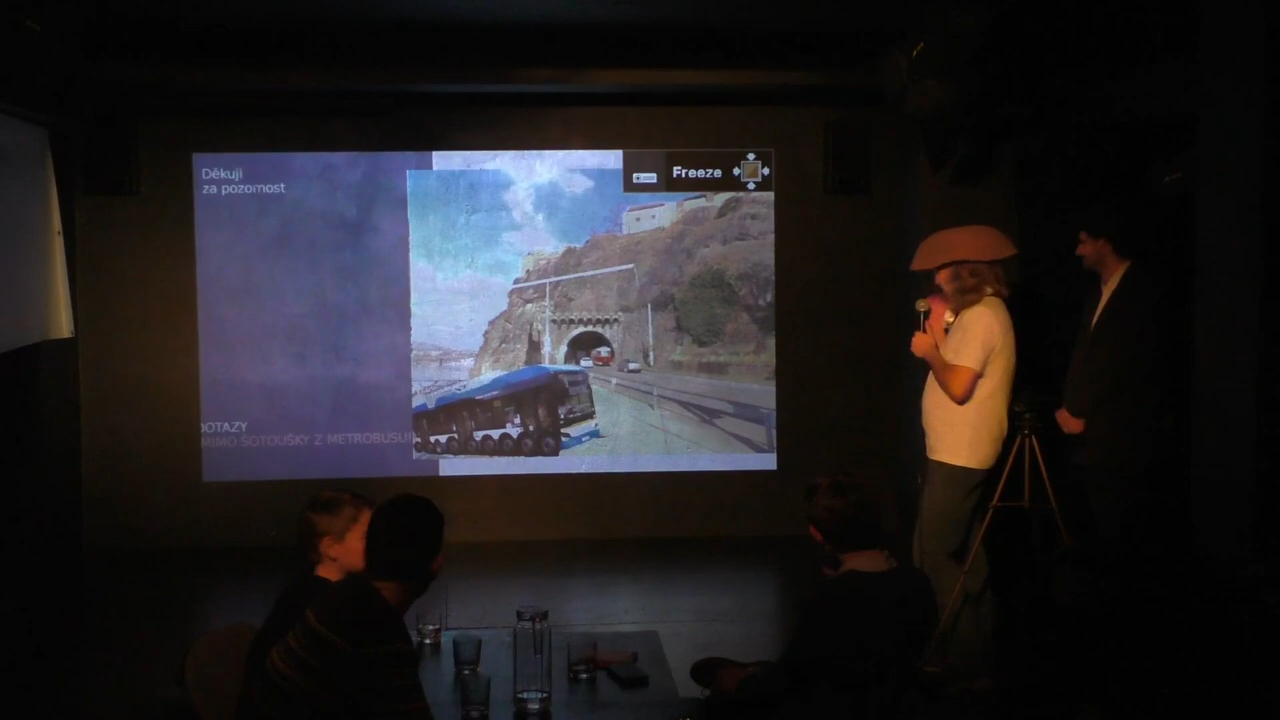 Děkuji
za pozornost
Freeze
DOTAZY
MIMO ŠOTOUŠKY Z METROBUSU